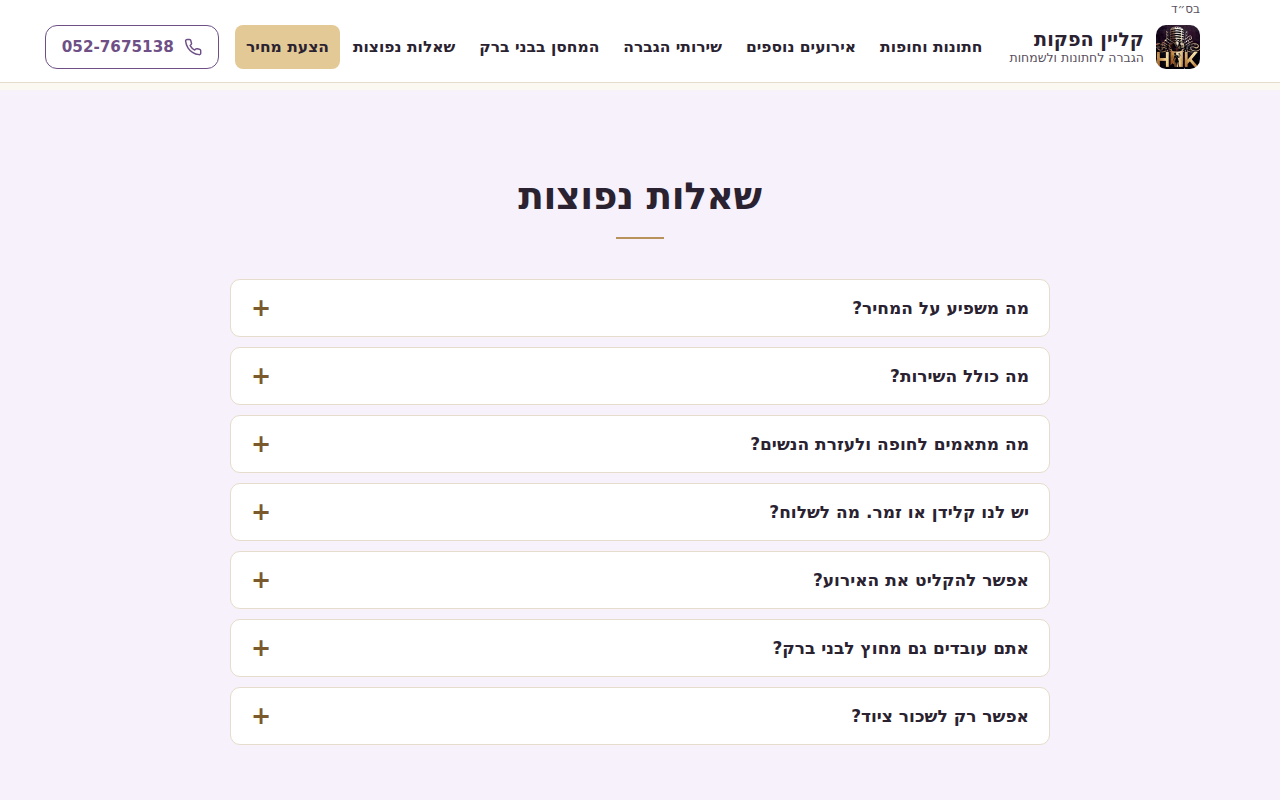 בס״ד
קליין הפקות
הגברה לחתונות ולשמחות
חתונות וחופות
אירועים נוספים
שירותי הגברה
המחסן בבני ברק
שאלות נפוצות
הצעת מחיר
052-7675138
שאלות נפוצות
מה משפיע על המחיר?
מה כולל השירות?
מה מתאמים לחופה ולעזרת הנשים?
יש לנו קלידן או זמר. מה לשלוח?
אפשר להקליט את האירוע?
אתם עובדים גם מחוץ לבני ברק?
אפשר רק לשכור ציוד?